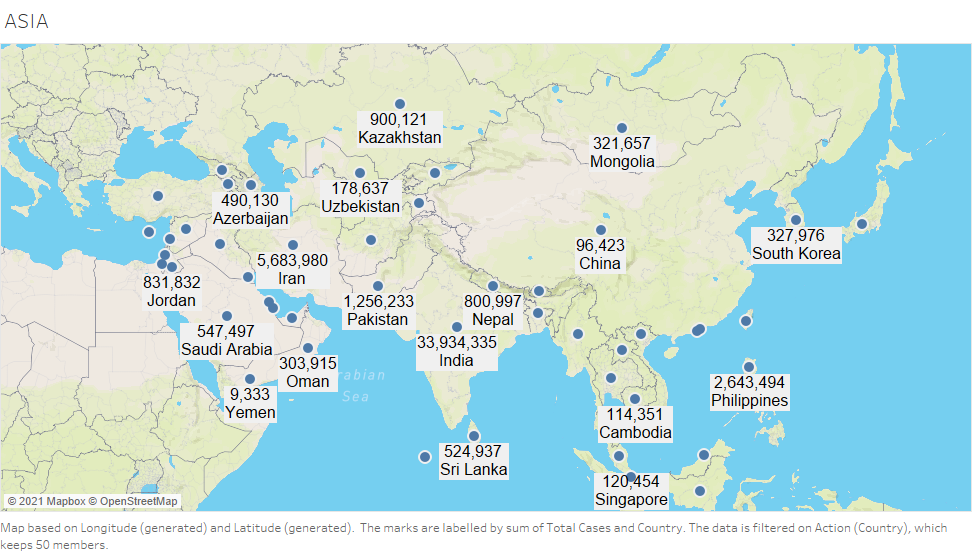 ASIA
900,121
Kazakhstan
321,657
Mongolia
178,637
Uzbekistan
490,130
Azerbaijan
327,976
South Korea
96,423
China
5,683,980
Iran
831,832
Jordan
1,256,233
Pakistan
800,997
Nepal
547,497
Saudi Arabia
33,934,335
India
303,915
Oman
rabian
Sea
9,333
Yemen
2,643,494
Philippines
114,351
Cambodia
524,937
Sri Lanka
120,454
Singapore
© 2021 Mapbox © OpenStreetMap
Map based on Longitude (generated) and Latitude (generated). The marks are labelled by sum of Total Cases and Country. The data is filtered on Action (Country), which
keeps 50 members.